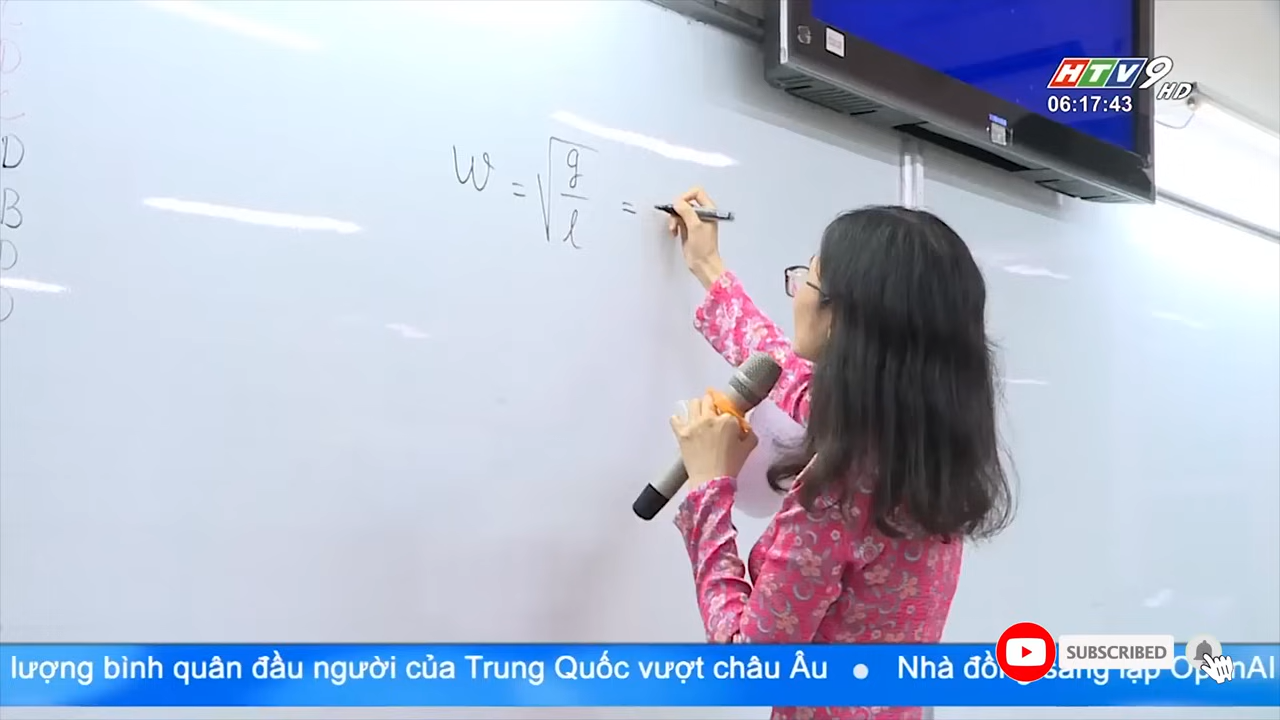 HTV9 HD
06:17:43
D
B
D
W = √g/l =
lượng bình quân đầu người của Trung Quốc vượt châu Âu • Nhà đồng sáng lập OpenAI
SUBSCRIBED